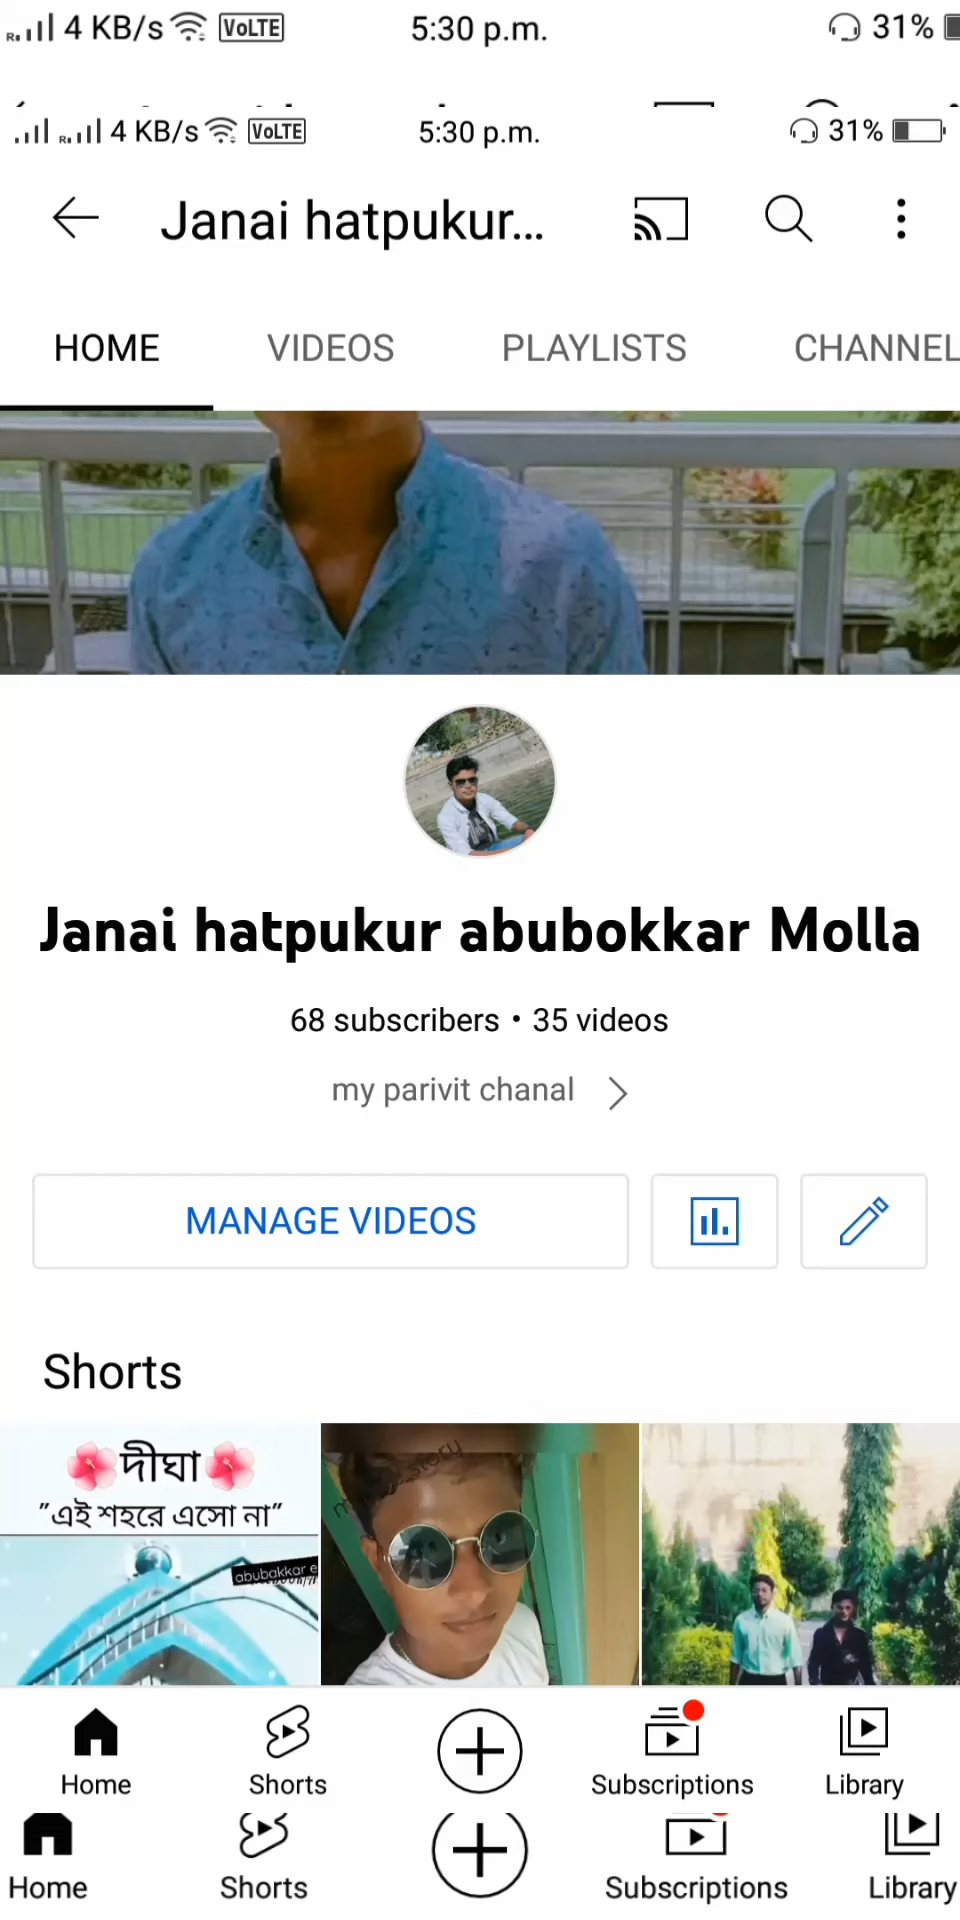 4 KB/s VoLTE 5:30 p.m. 31%
4 KB/s VoLTE 5:30 p.m. 31%
Janai hatpukur...
HOME VIDEOS PLAYLISTS CHANNEL
Janai hatpukur abubokkar Molla
68 subscribers • 35 videos
my parivit chanal
MANAGE VIDEOS
Shorts
দীঘা
"এই শহরে এসো না"
abubakkar e
story
Home Shorts Subscriptions Library
Home Shorts Subscriptions Library